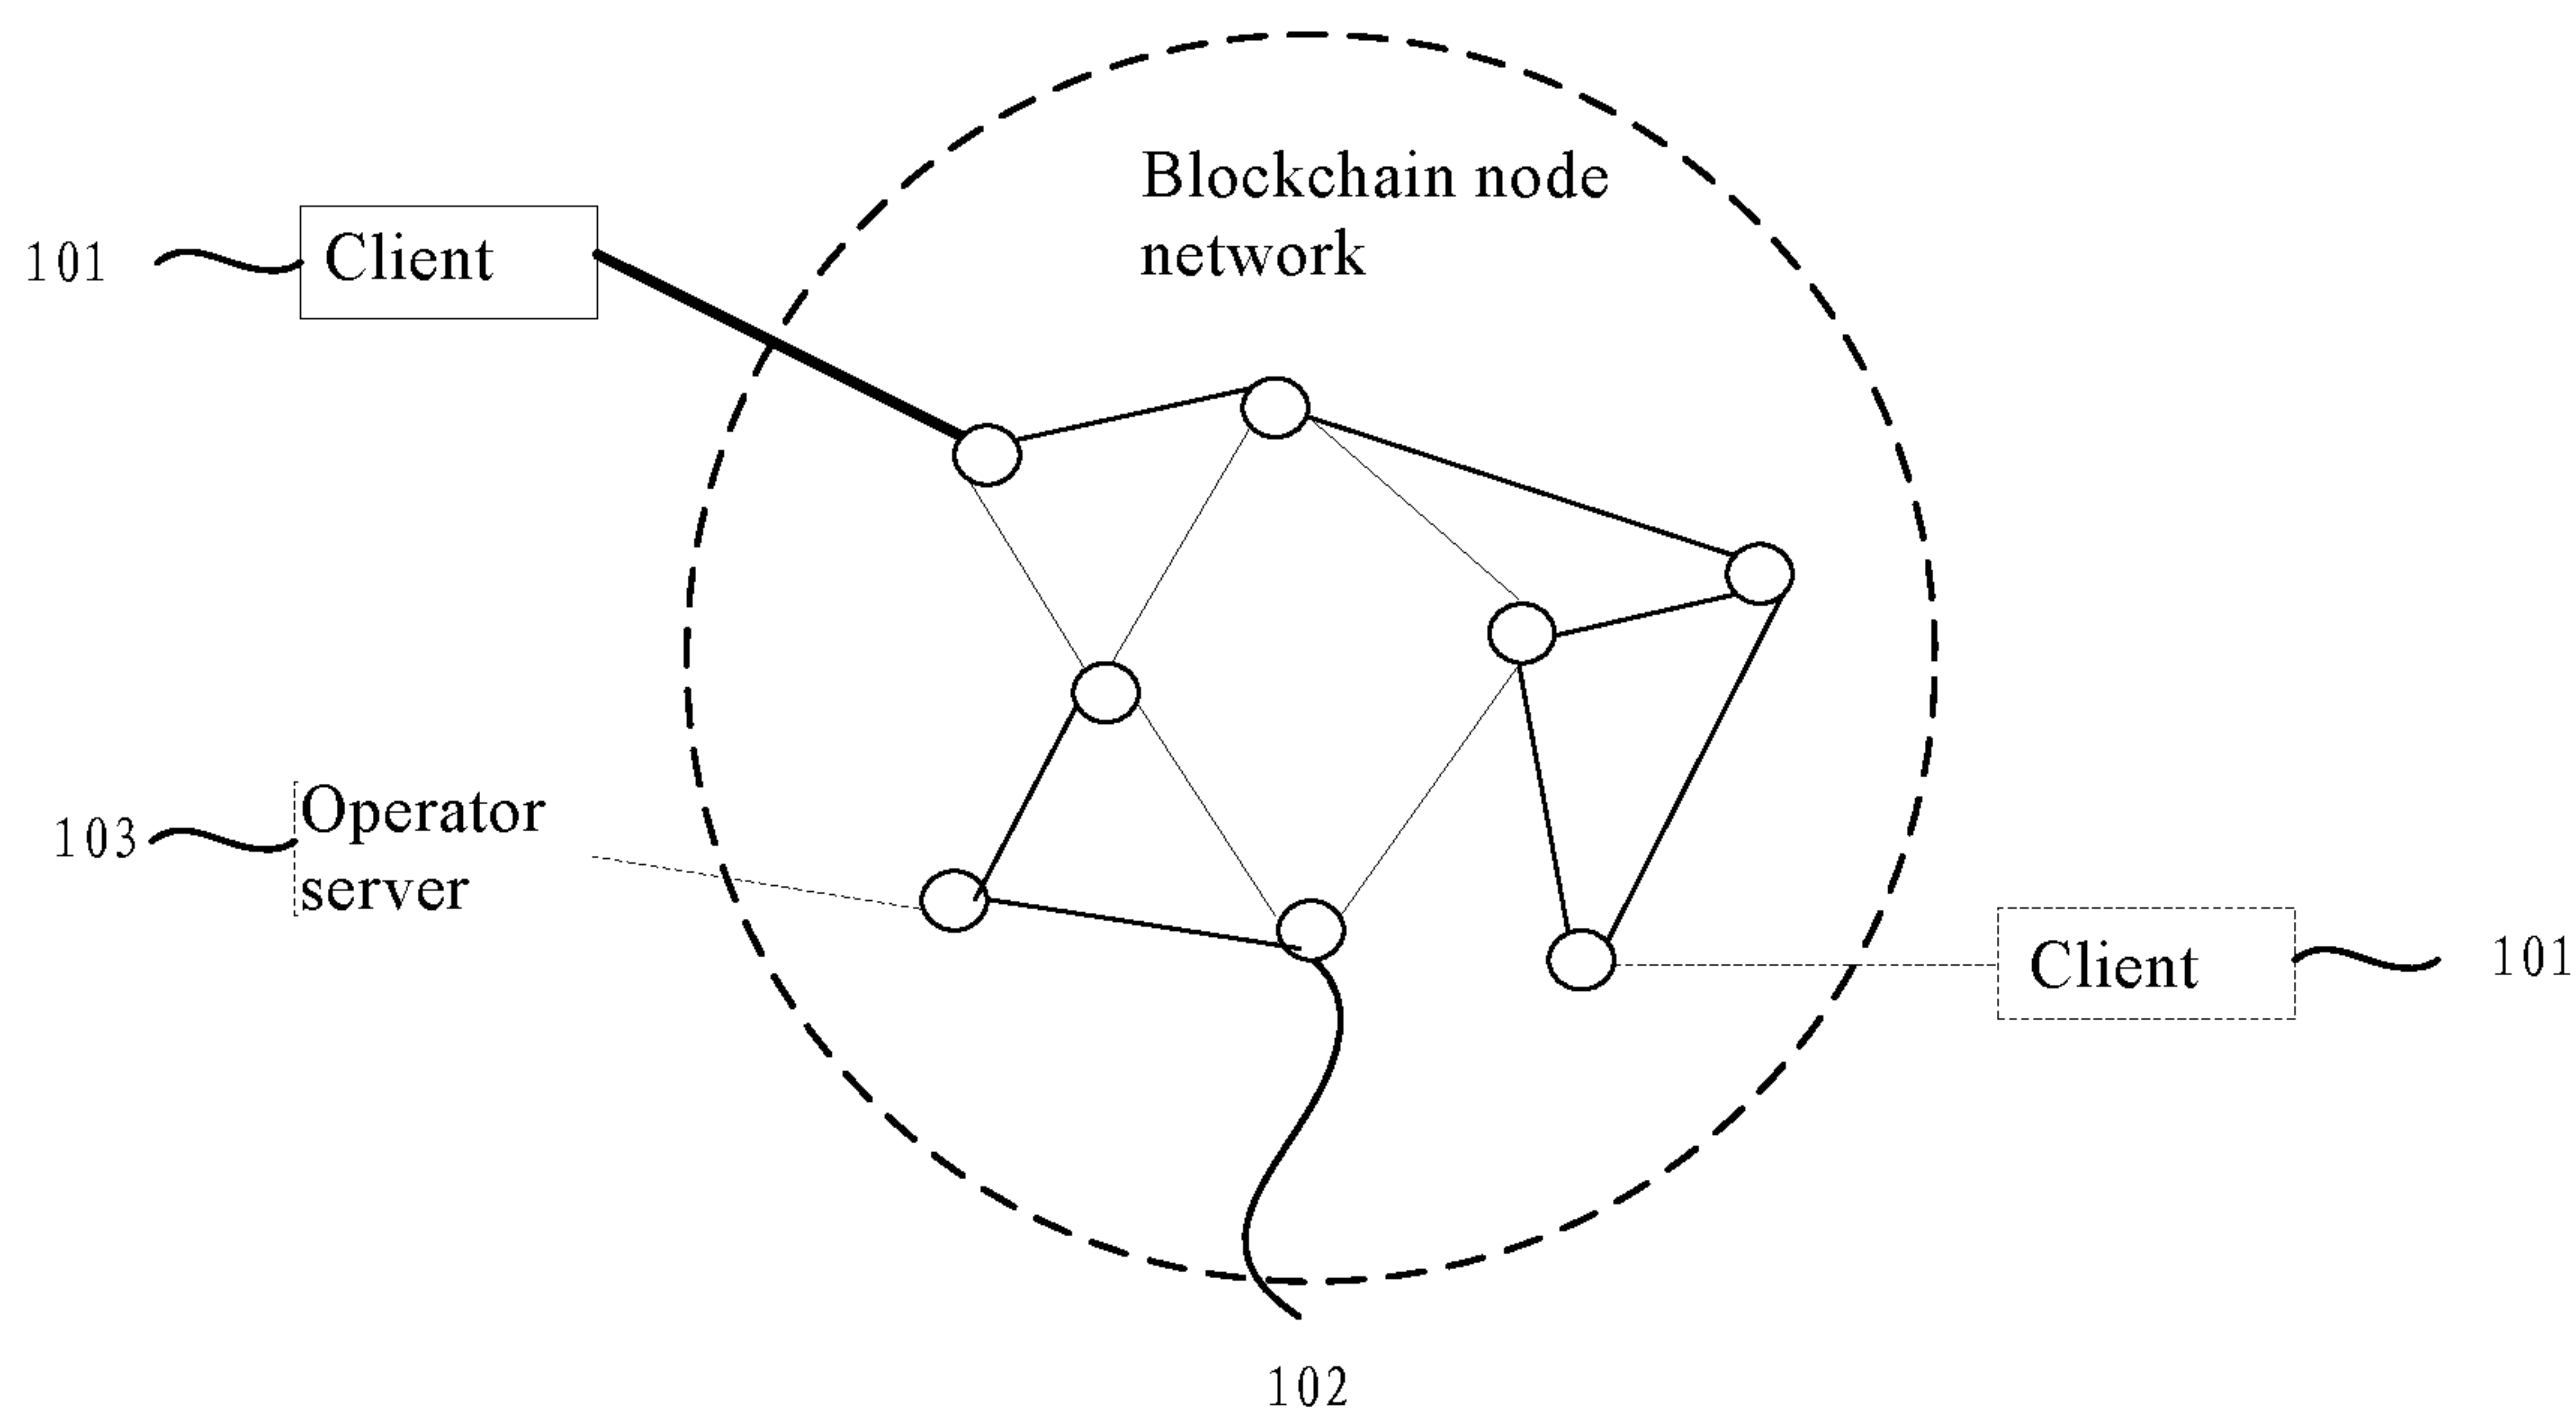 Blockchain node
network
101
Client
Operator
server
103
Client
101
102